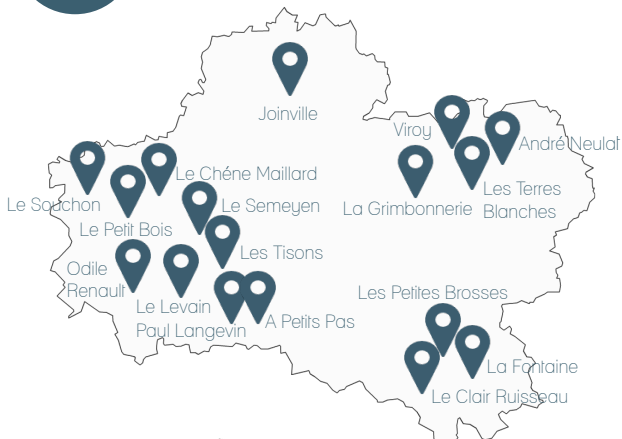 Joinville
Viroy
André Neulat
Le Chéne Maillard
Les Terres
Blanches
Le Souchon
Le Semeyen
La Grimbonnerie
Le Petit Bois
Les Tisons
Odile
Renault
Les Petites Brosses
Le Levain
A Petits Pas
Paul Langevin
La Fontaine
Le Clair Ruisseau